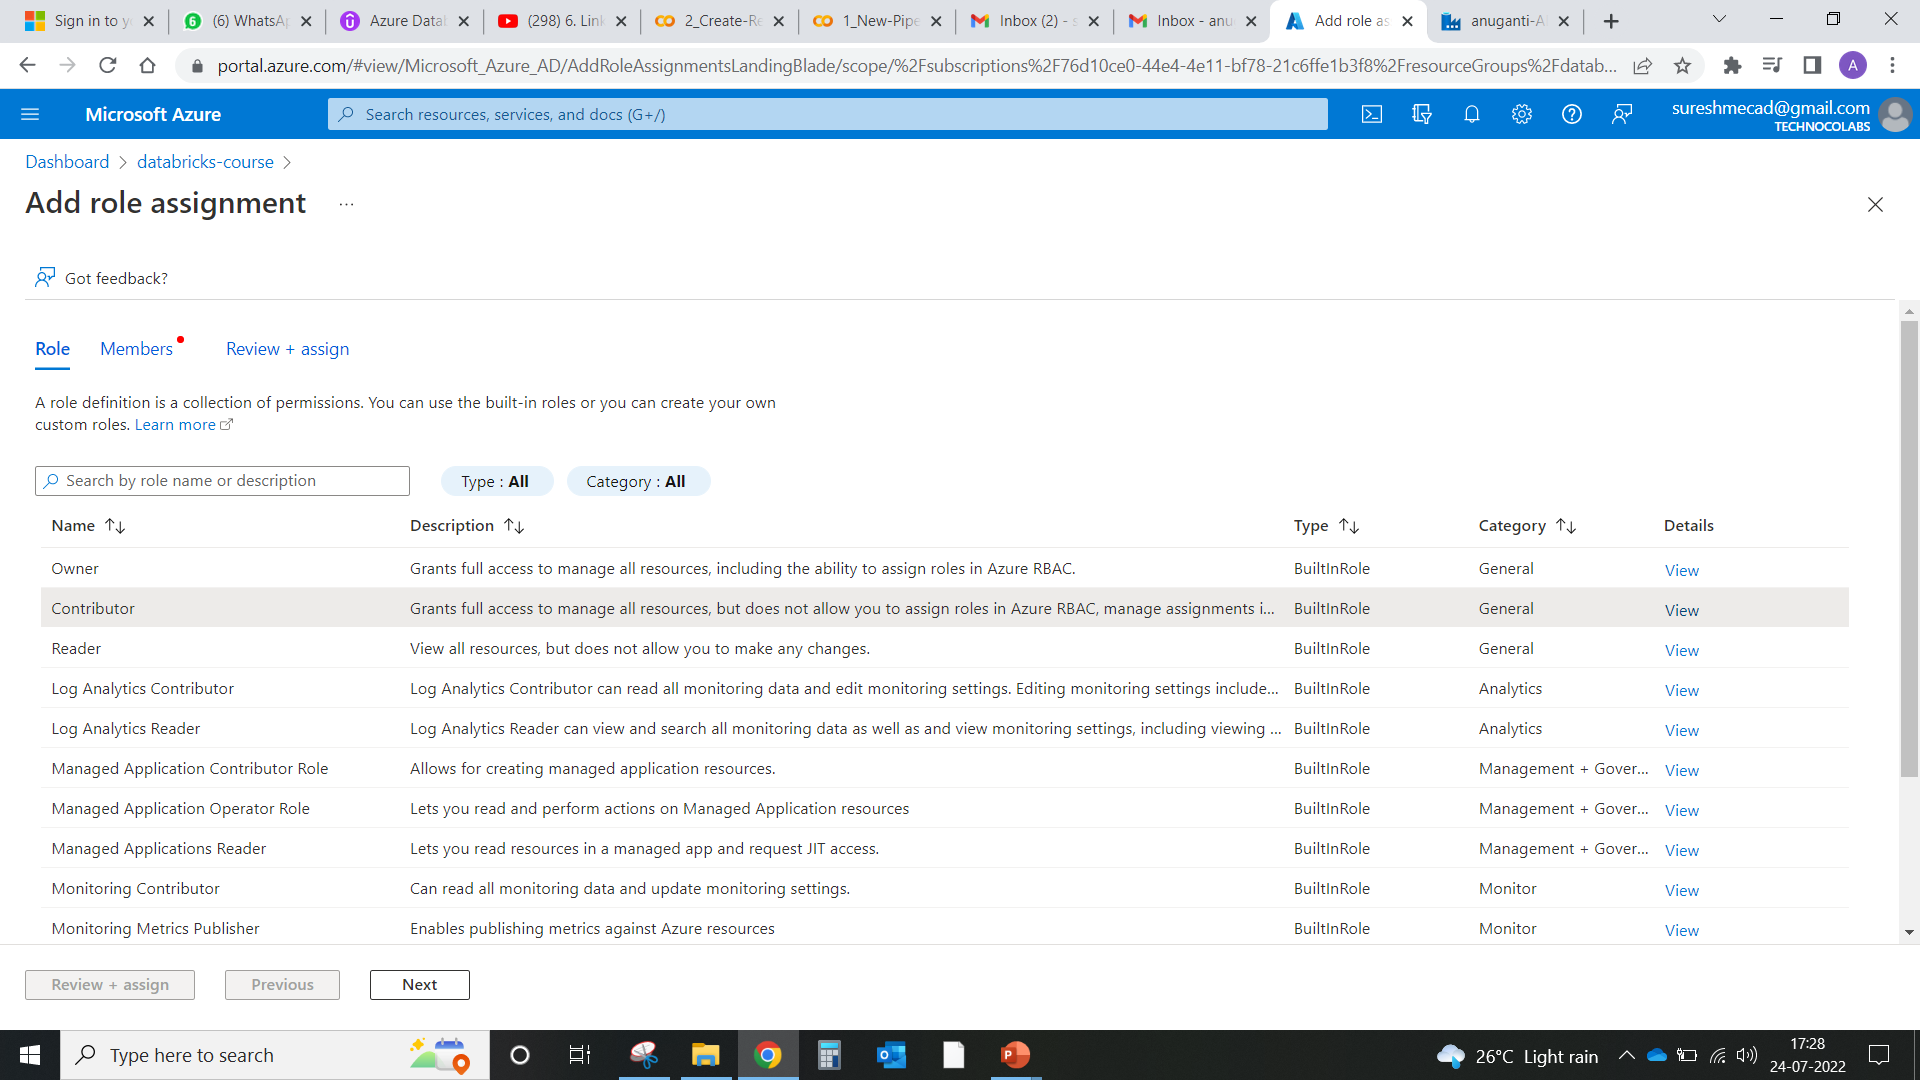 Sign in to y
(6) WhatsAp
Azure Datal
(298) 6. Link
2_Create-Re
1_New-Pipe
Inbox (2) - s
Inbox - anu
Add role as
anuganti-A
portal.azure.com/#view/Microsoft_Azure_AD/AddRoleAssignmentsLandingBlade/scope/%2Fsubscriptions%2F76d10ce0-44e4-4e11-bf78-21c6ffe1b3f8%2FresourceGroups%2Fdatab...
A
Microsoft Azure
Search resources, services, and docs (G+/)
sureshmecad@gmail.com
TECHNOCOLABS
Dashboard > databricks-course >
Add role assignment ...
Got feedback?
Role Members Review + assign
A role definition is a collection of permissions. You can use the built-in roles or you can create your own
custom roles. Learn more
Search by role name or description
Type : All
Category : All
Name Description Type Category Details
Owner Grants full access to manage all resources, including the ability to assign roles in Azure RBAC. BuiltInRole General View
Contributor Grants full access to manage all resources, but does not allow you to assign roles in Azure RBAC, manage assignments i... BuiltInRole General View
Reader View all resources, but does not allow you to make any changes. BuiltInRole General View
Log Analytics Contributor Log Analytics Contributor can read all monitoring data and edit monitoring settings. Editing monitoring settings include... BuiltInRole Analytics View
Log Analytics Reader Log Analytics Reader can view and search all monitoring data as well as and view monitoring settings, including viewing ... BuiltInRole Analytics View
Managed Application Contributor Role Allows for creating managed application resources. BuiltInRole Management + Gover... View
Managed Application Operator Role Lets you read and perform actions on Managed Application resources BuiltInRole Management + Gover... View
Managed Applications Reader Lets you read resources in a managed app and request JIT access. BuiltInRole Management + Gover... View
Monitoring Contributor Can read all monitoring data and update monitoring settings. BuiltInRole Monitor View
Monitoring Metrics Publisher Enables publishing metrics against Azure resources BuiltInRole Monitor View
Review + assign Previous Next
Type here to search
26°C Light rain
17:28
24-07-2022